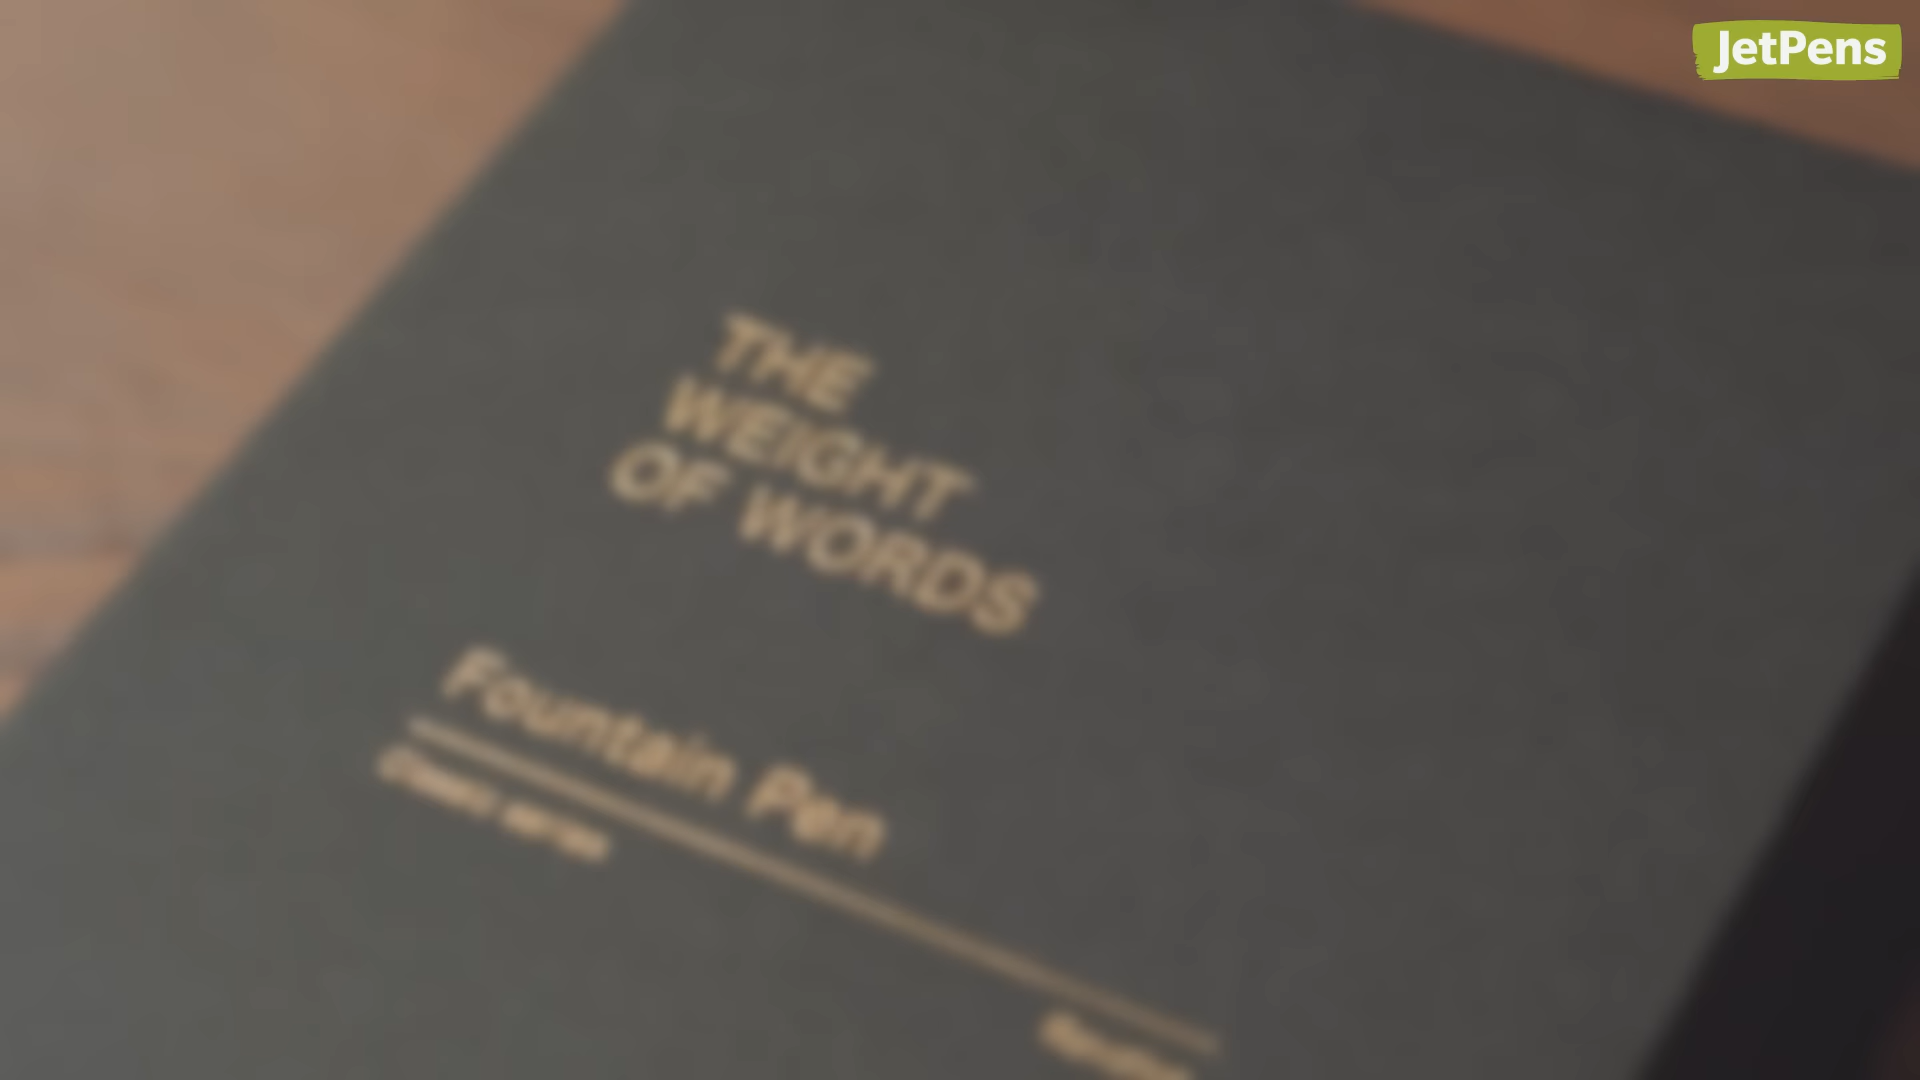 JetPens
THE
WEIGHT
OF WORDS
Fountain Pen